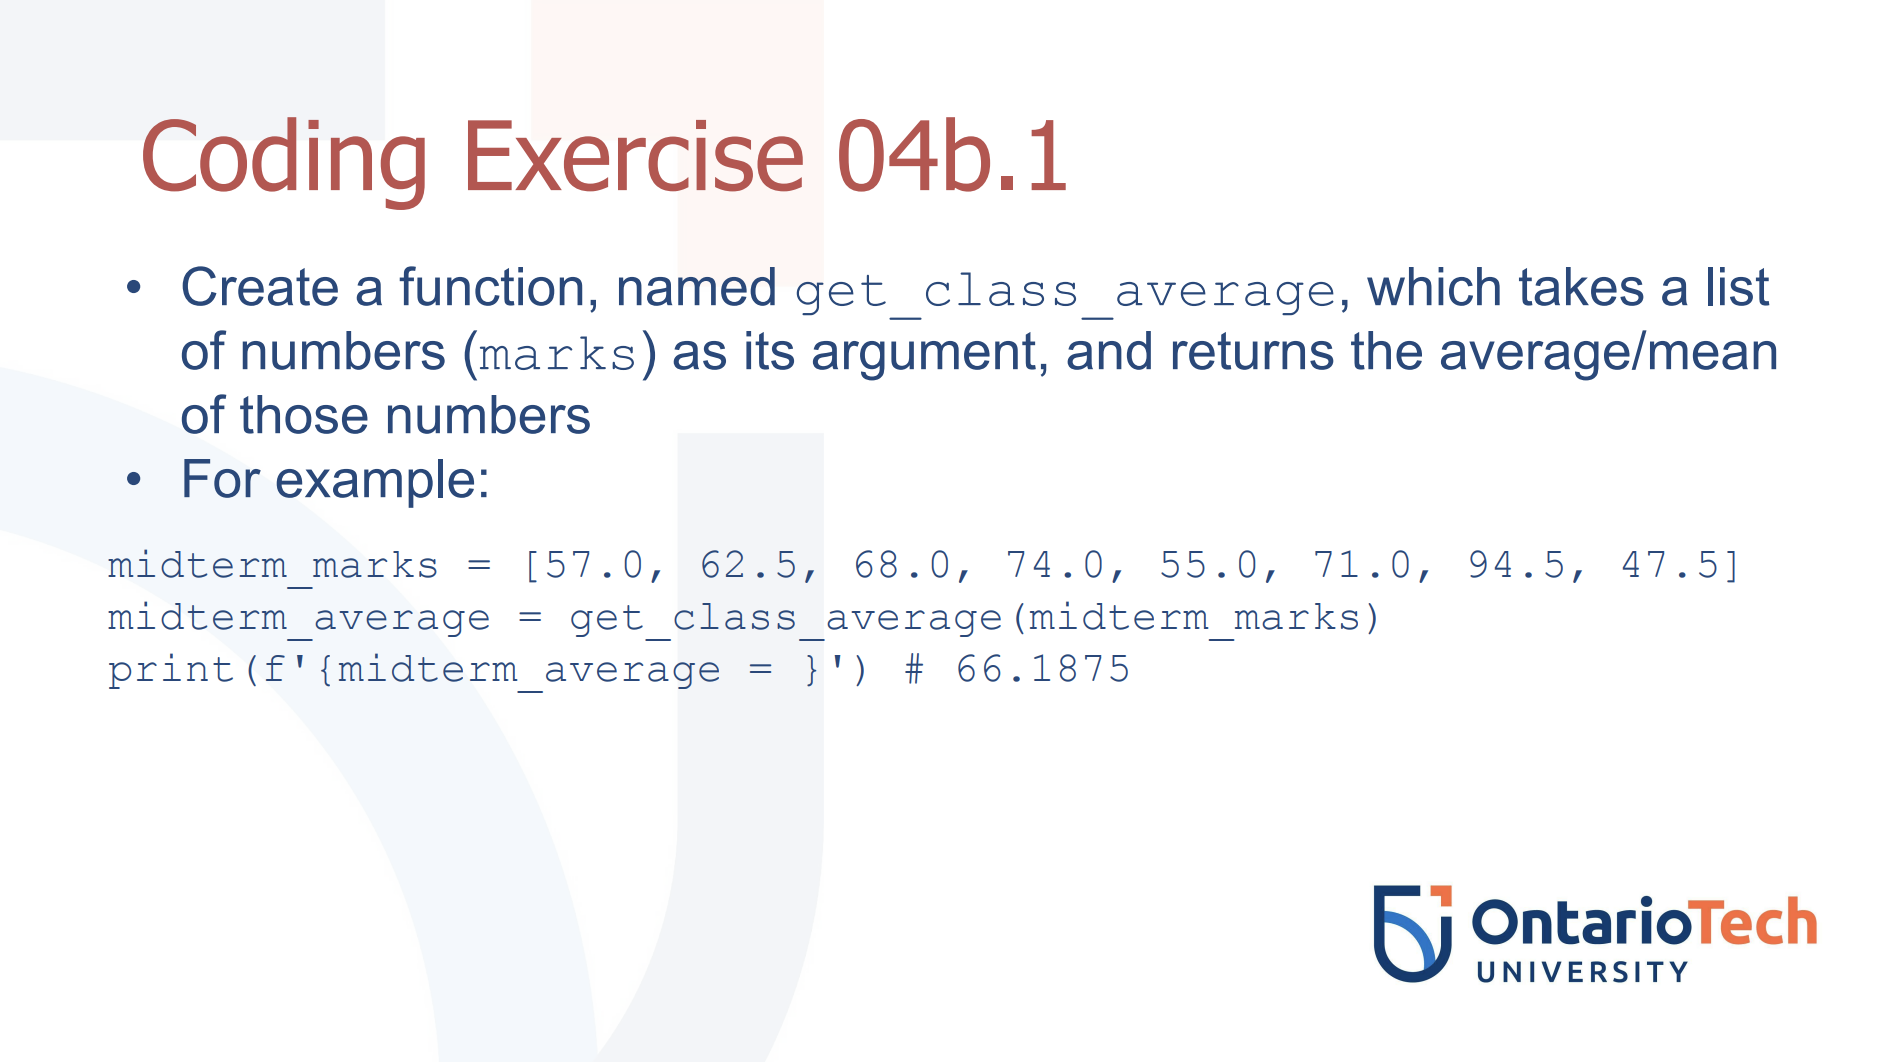 Coding Exercise 04b.1
• Create a function, named get_class_average, which takes a list
of numbers (marks) as its argument, and returns the average/mean
of those numbers
• For example:
midterm_marks = [57.0, 62.5, 68.0, 74.0, 55.0, 71.0, 94.5, 47.5]
midterm_average = get_class_average(midterm_marks)
print(f'{midterm_average = }') # 66.1875
OntarioTech
UNIVERSITY